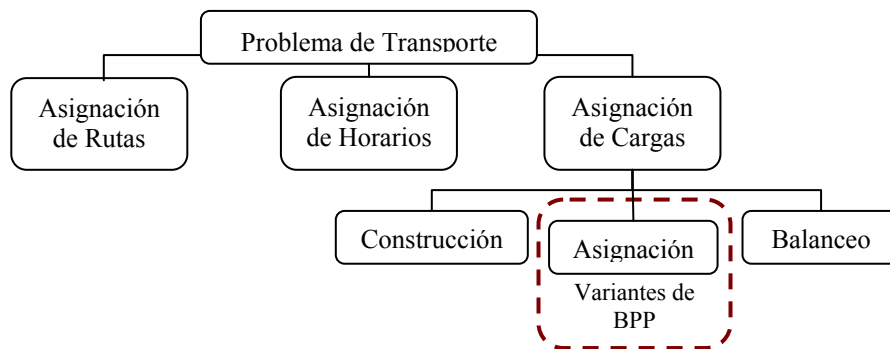 Problema de Transporte
Asignación
de Rutas
Asignación
de Horarios
Asignación
de Cargas
Construcción
Asignación
Balanceo
Variantes de
BPP